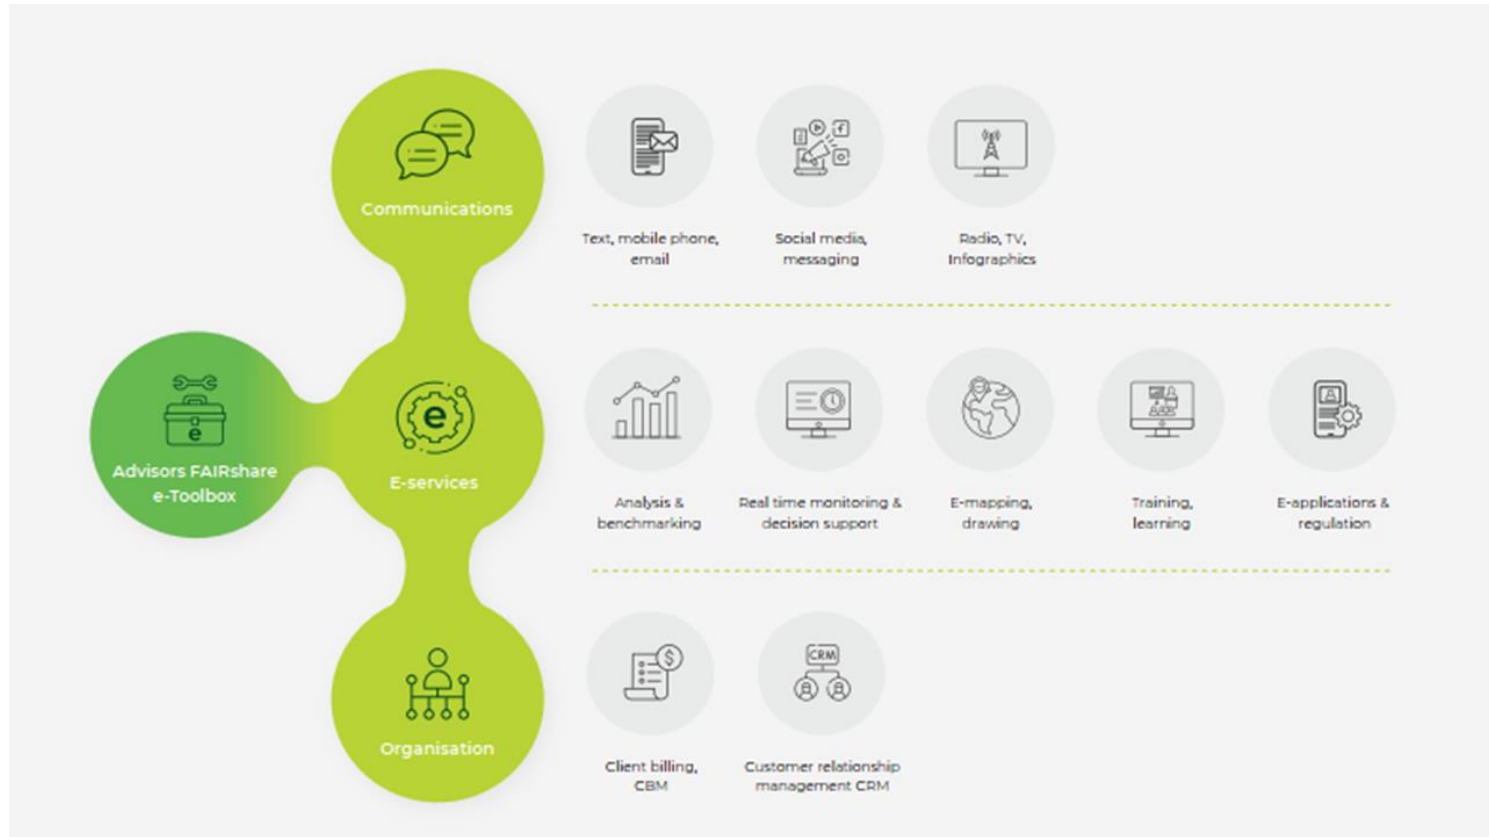 Communications
Text, mobile phone,
email
Social media,
messaging
Radio, TV,
Infographics
Advisors FAIRshare
e-Toolbox
e
e
E-services
Analysis &
benchmarking
Real time monitoring &
decision support
E-mapping,
drawing
Training,
learning
E-applications &
regulation
Organisation
$
Client billing,
CBM
CRM
Customer relationship
management CRM